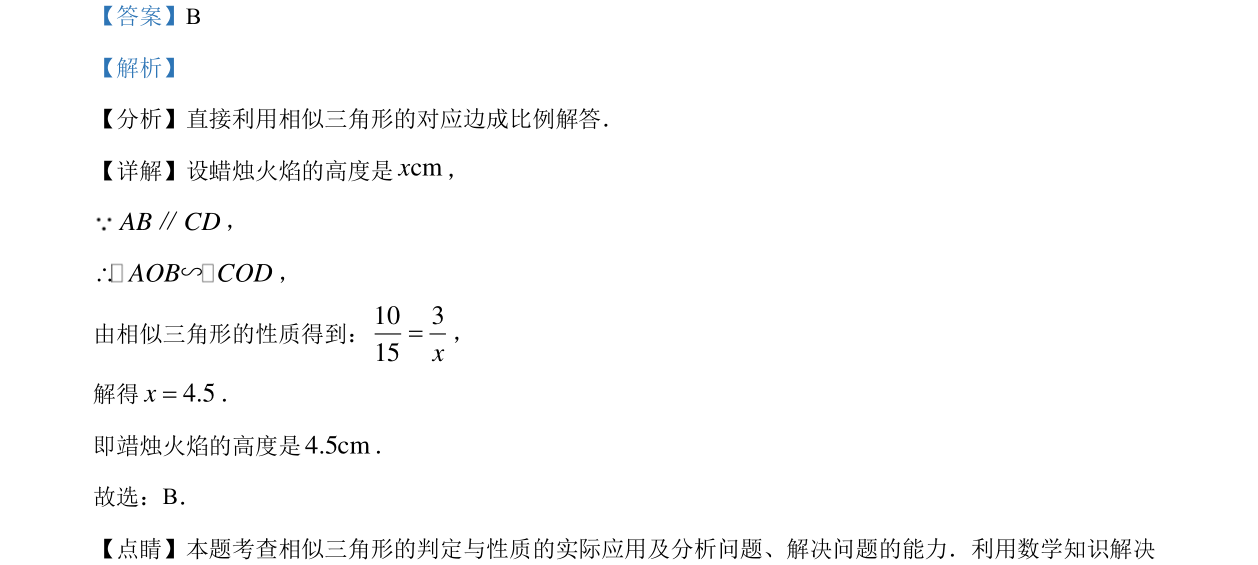 【答案】B
【解析】
【分析】直接利用相似三角形的对应边成比例解答．
【详解】设蜡烛火焰的高度是 xcm，
∵ AB∥CD，
∴□AOB∽□COD，
由相似三角形的性质得到：10/15 = 3/x，
解得 x = 4.5．
即蜡烛火焰的高度是 4.5cm．
故选：B．
【点睛】本题考查相似三角形的判定与性质的实际应用及分析问题、解决问题的能力．利用数学知识解决